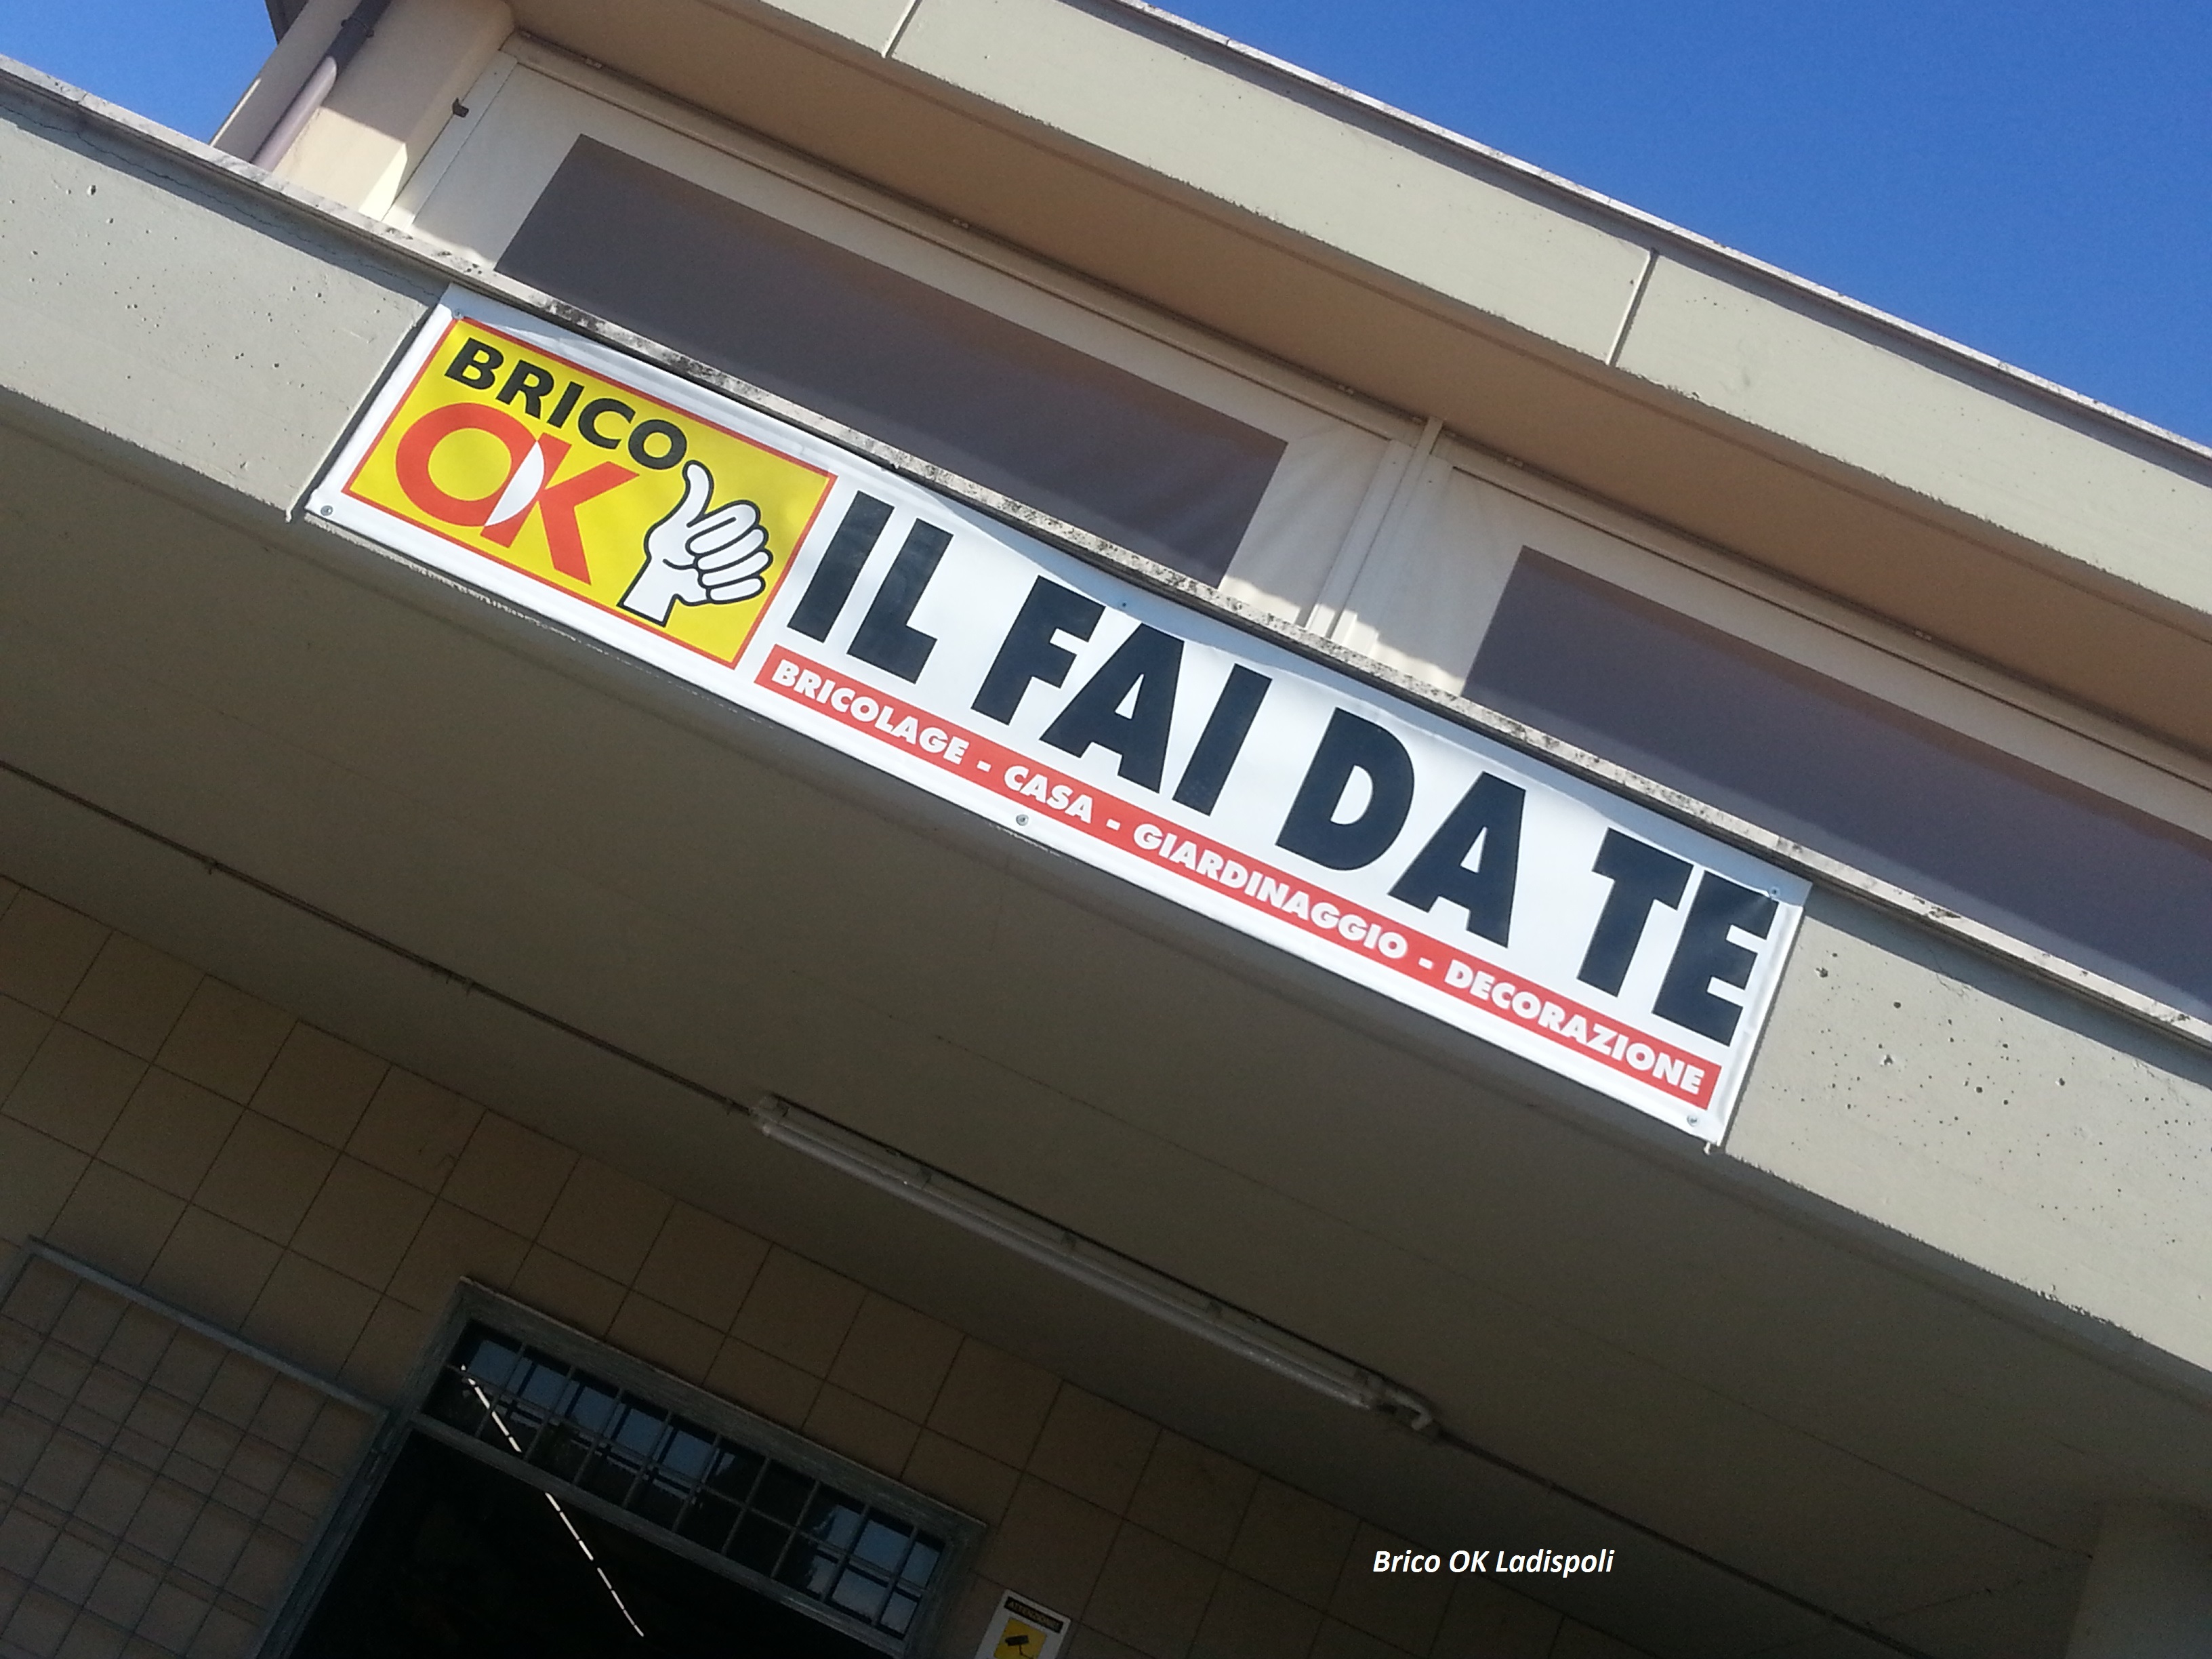 BRICO
OK
IL FAI DA TE
BRICOLAGE - CASA - GIARDINAGGIO - DECORAZIONE
Brico OK Ladispoli